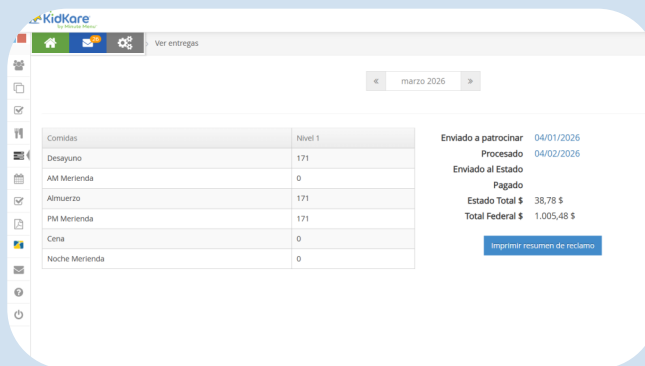 KidKare
by Minute Menu
26
Ver entregas
« marzo 2026 »
Comidas Nivel 1
Desayuno 171
AM Merienda 0
Almuerzo 171
PM Merienda 171
Cena 0
Noche Merienda 0
Enviado a patrocinar 04/01/2026
Procesado 04/02/2026
Enviado al Estado
Pagado
Estado Total $ 38,78 $
Total Federal $ 1.005,48 $
Imprimir resumen de reclamo